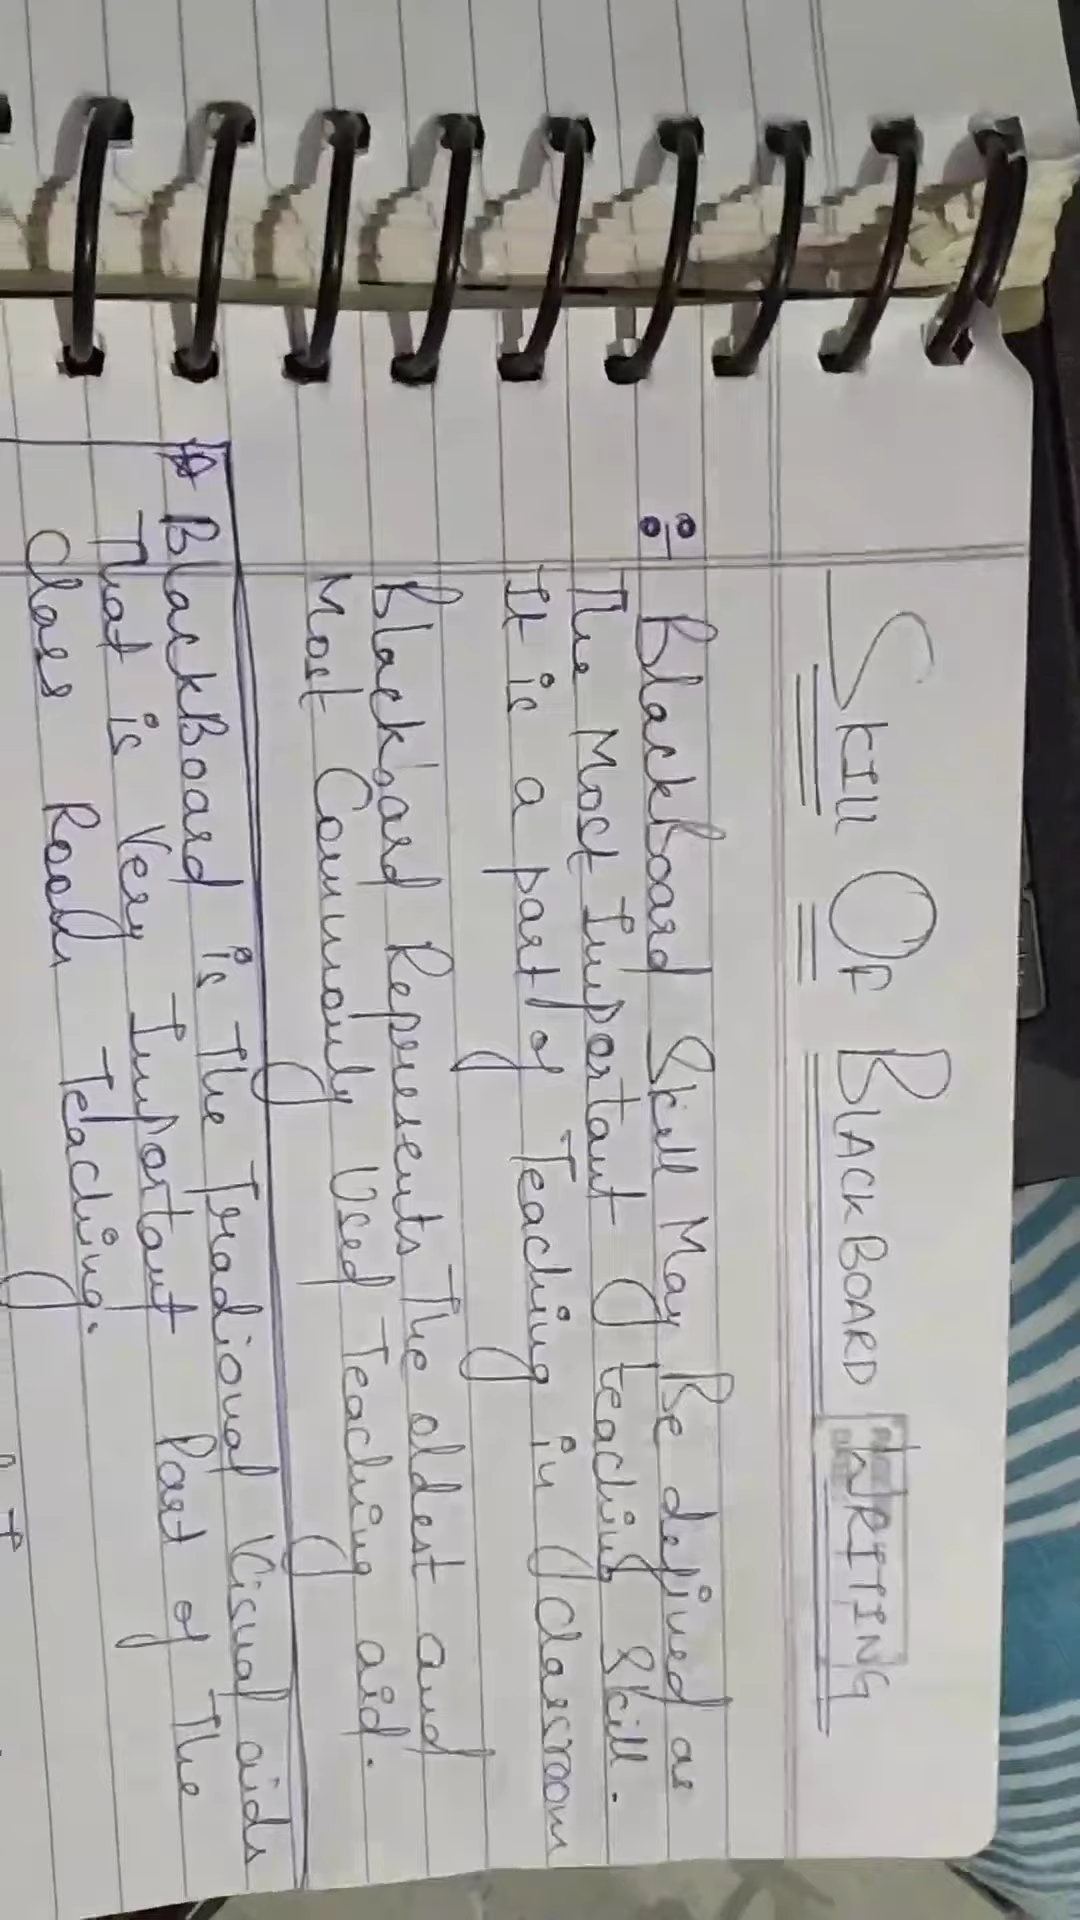 SKILL OF BLACKBOARD WRITING
BlackBoard Skill May Be defined as
The Most Important teaching Skill.
It is a part of Teaching in Classroom
Blackboard Represents The oldest and
Most Commonly Used Teaching aid.
BlackBoard is The Tradional Visual aids
That is Very Important Part of The
Class Room Teaching.